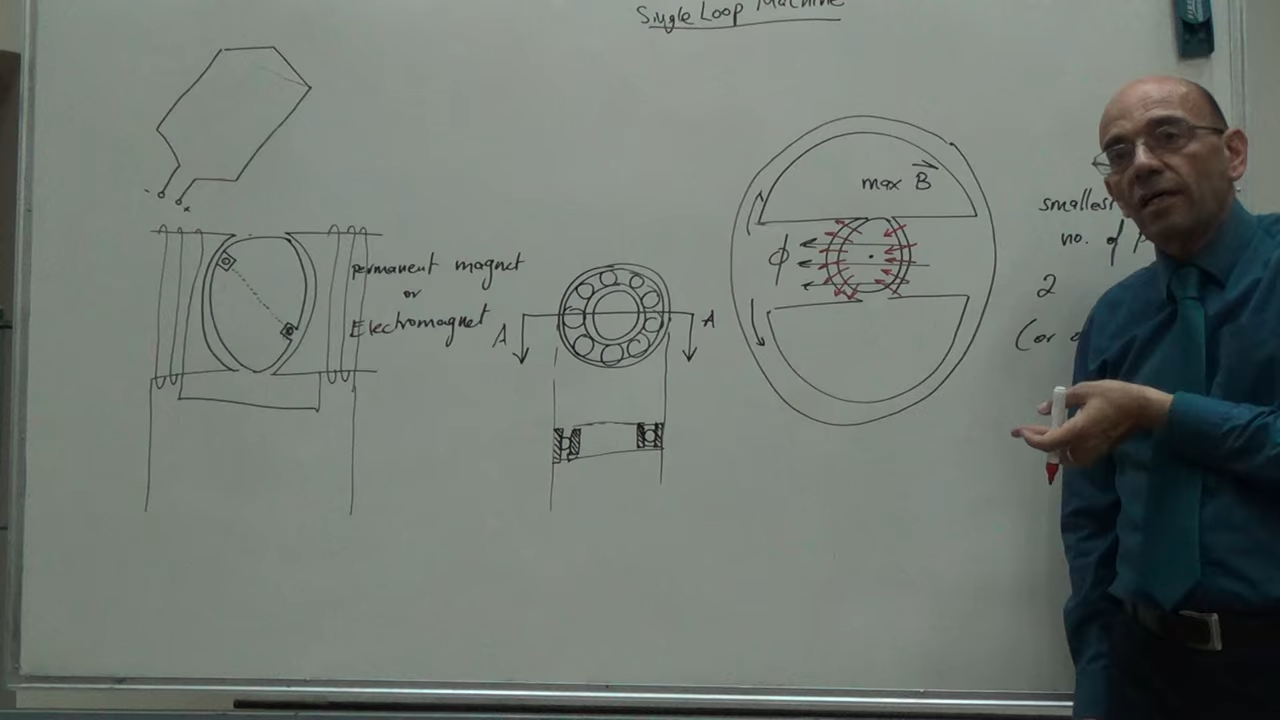 Single Loop Machine
max B
smallest
no. of
permanent magnet
or
ϕ
2
Electromagnet
A
A
(or